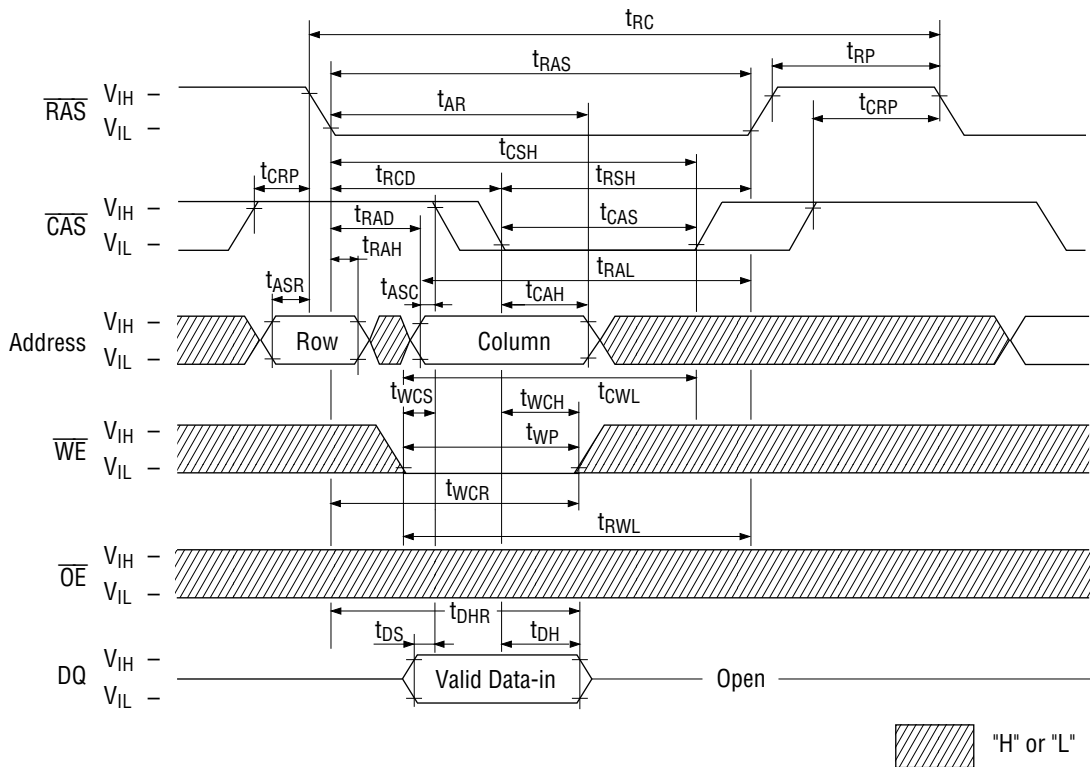 tRC
tRP
tRAS
RAS VIH –
VIL –
tAR
tCRP
tCSH
tCRP
tRCD
tRSH
CAS VIH –
VIL –
tRAD
tCAS
tRAH
tRAL
tASR
tASC
tCAH
Address VIH –
VIL –
Row
Column
tWCS
tCWL
tWCH
WE VIH –
VIL –
tWP
tWCR
tRWL
OE VIH –
VIL –
tDHR
tDS
tDH
DQ VIH –
VIL –
Valid Data-in
Open
"H" or "L"